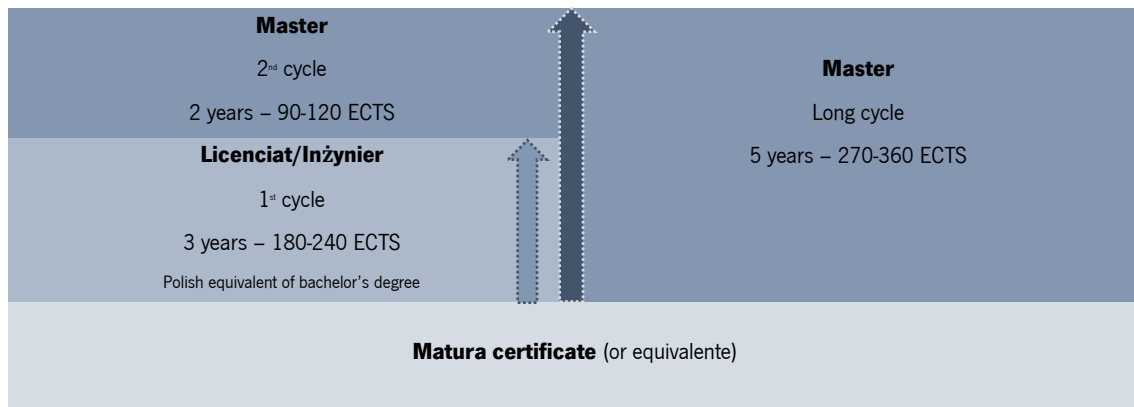 Master
2nd cycle
2 years – 90-120 ECTS
Licenciat/Inżynier
1st cycle
3 years – 180-240 ECTS
Polish equivalent of bachelor's degree
Master
Long cycle
5 years – 270-360 ECTS
Matura certificate (or equivalente)